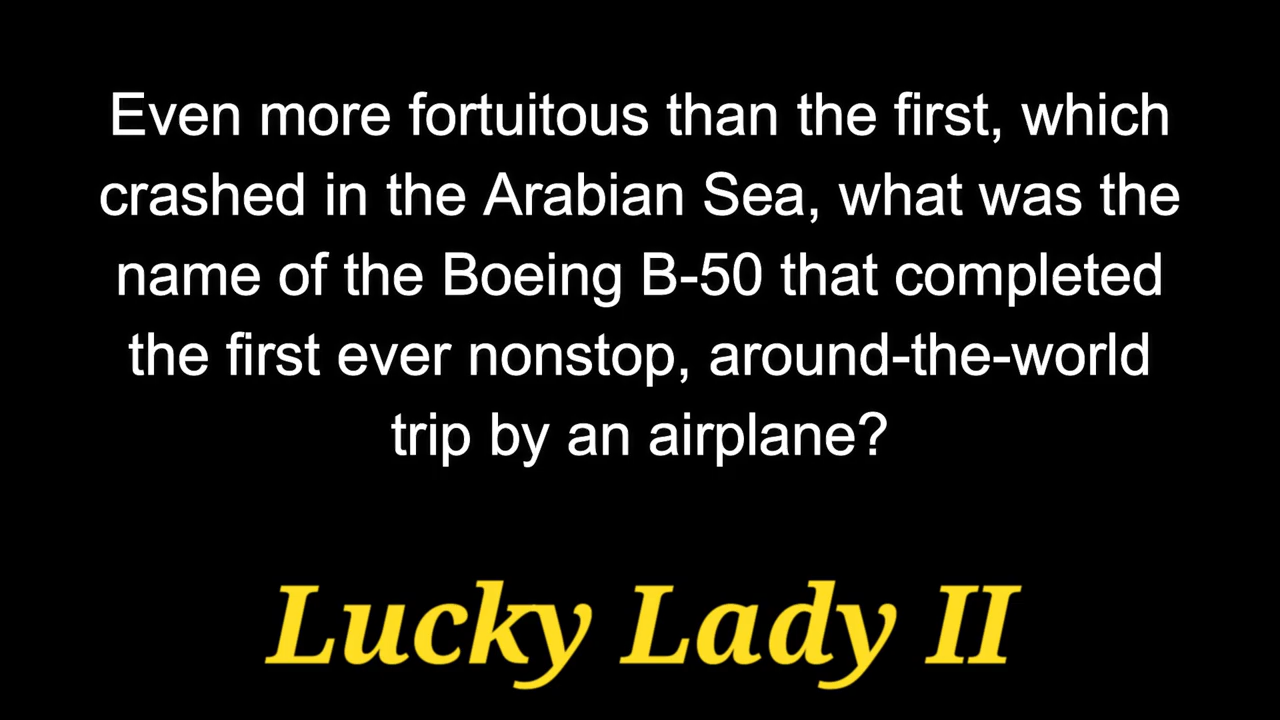 Even more fortuitous than the first, which
crashed in the Arabian Sea, what was the
name of the Boeing B-50 that completed
the first ever nonstop, around-the-world
trip by an airplane?
Lucky Lady II